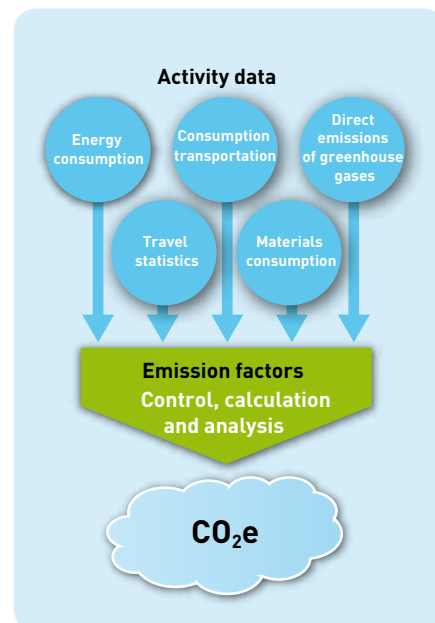 Activity data
Energy
consumption
Consumption
transportation
Direct
emissions
of greenhouse
gases
Travel
statistics
Materials
consumption
Emission factors
Control, calculation
and analysis
CO₂e